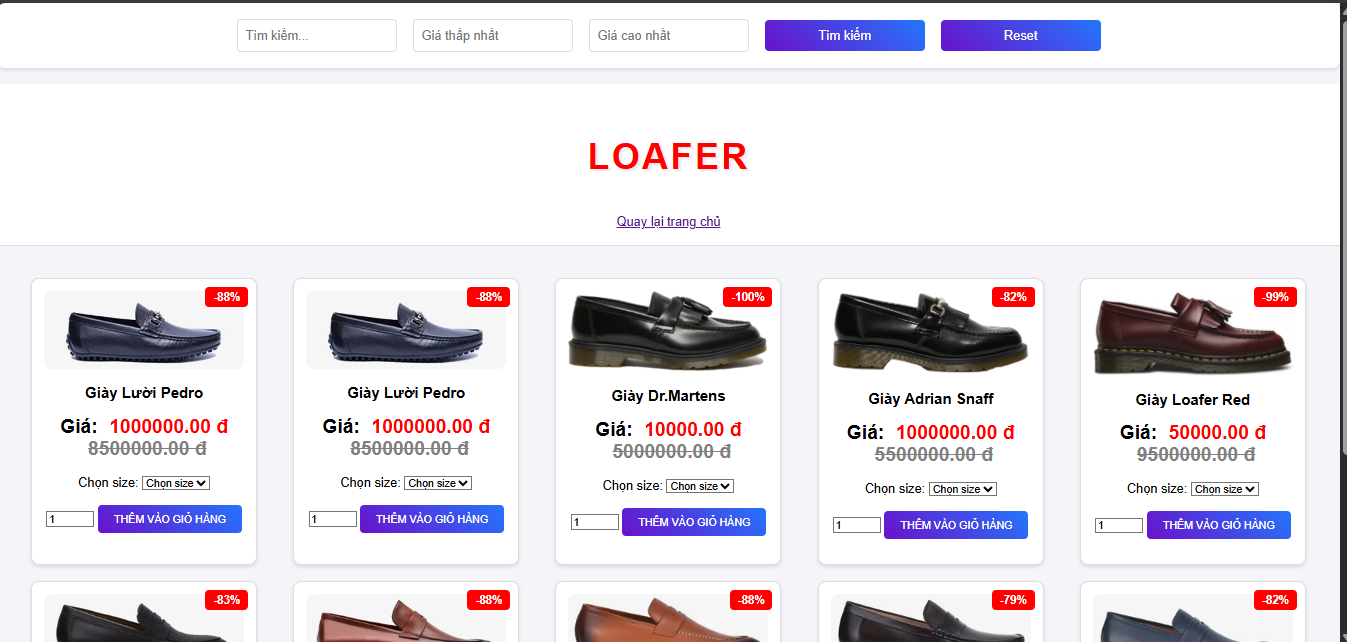 Tìm kiếm... Giá thấp nhất Giá cao nhất Tìm kiếm Reset
LOAFER
Quay lại trang chủ
-88% -88% -100% -82% -99%
Giày Lười Pedro Giày Lười Pedro Giày Dr.Martens Giày Adrian Snaff Giày Loafer Red
Giá: 1000000.00 đ Giá: 1000000.00 đ Giá: 10000.00 đ Giá: 1000000.00 đ Giá: 50000.00 đ
8500000.00 đ 8500000.00 đ 5000000.00 đ 5500000.00 đ 9500000.00 đ
Chọn size: Chọn size Chọn size: Chọn size Chọn size: Chọn size Chọn size: Chọn size Chọn size: Chọn size
1 THÊM VÀO GIỎ HÀNG 1 THÊM VÀO GIỎ HÀNG 1 THÊM VÀO GIỎ HÀNG 1 THÊM VÀO GIỎ HÀNG 1 THÊM VÀO GIỎ HÀNG
-83% -88% -88% -79% -82%